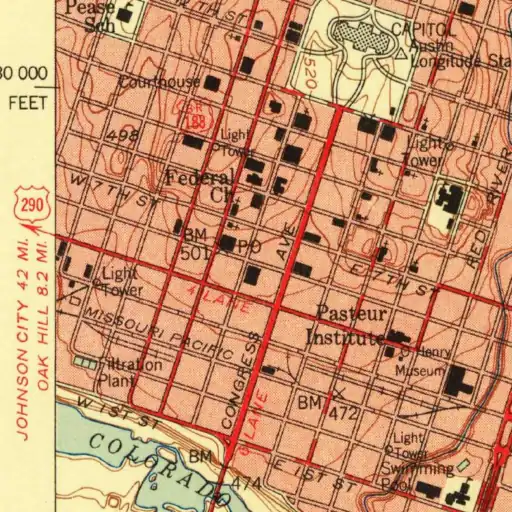 Pease
Sch
TH ST
CAPITOL
Austin
Longitude Sta
520
30 000
FEET
Courthouse
498
Light
Tower
Light
Tower
Federal
Ch
W 7TH ST
RED RIVER
290
BM
501
PO
AVE
E 7TH ST
JOHNSON CITY 42 MI.
OAK HILL 8.2 MI.
Light
Tower
4 LANE
MISSOURI PACIFIC
Pasteur
Institute
O Henry
Museum
Filtration
Plant
CONGRESS
LANE
BM
472
W 1ST ST
COLORADO
BM
474
E 1ST ST
Light
Tower
Swimming
Pool